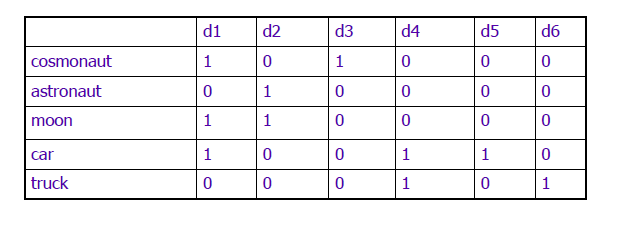 d1 d2 d3 d4 d5 d6
cosmonaut 1 0 1 0 0 0
astronaut 0 1 0 0 0 0
moon 1 1 0 0 0 0
car 1 0 0 1 1 0
truck 0 0 0 1 0 1